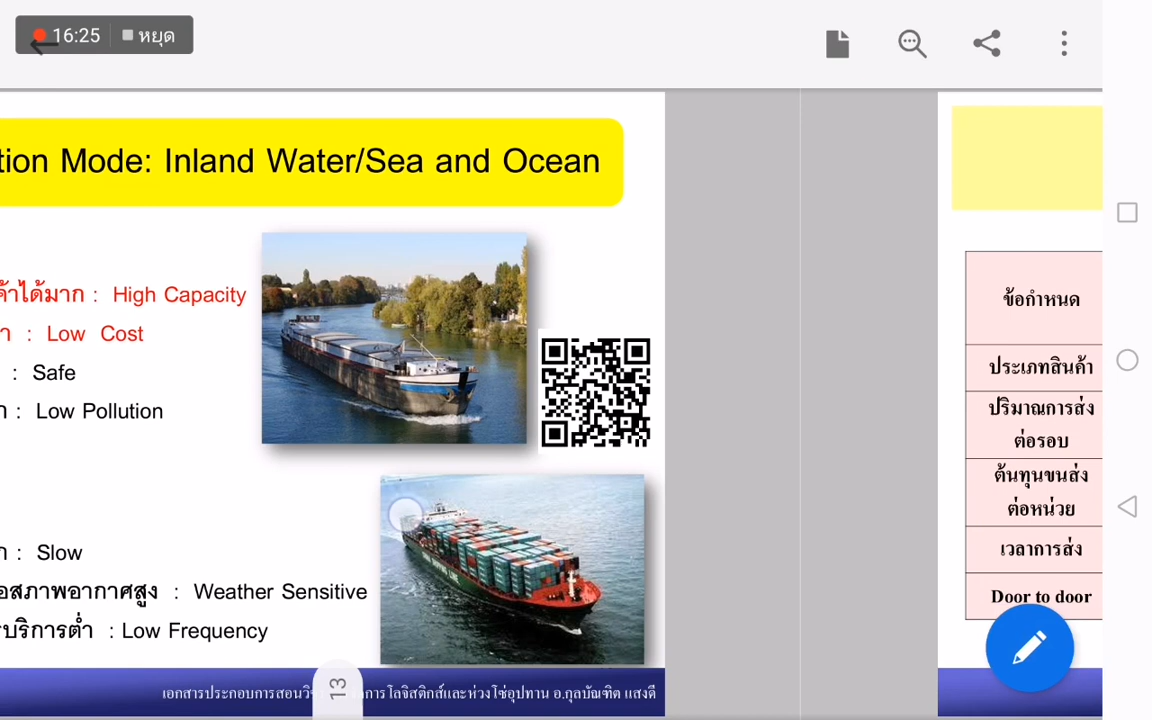 16:25 หยุด
tion Mode: Inland Water/Sea and Ocean
ค้าได้มาก : High Capacity
า : Low Cost
: Safe
า : Low Pollution
า : Slow
อสภาพอากาศสูง : Weather Sensitive
รบริการต่ำ : Low Frequency
เอกสารประกอบการสอนวิ การโลจิสติกส์และห่วงโซ่อุปทาน อ.กุลบัณฑิต แสงดี
13
ข้อกำหนด
ประเภทสินค้า
ปริมาณการส่ง
ต่อรอบ
ต้นทุนขนส่ง
ต่อหน่วย
เวลาการส่ง
Door to door